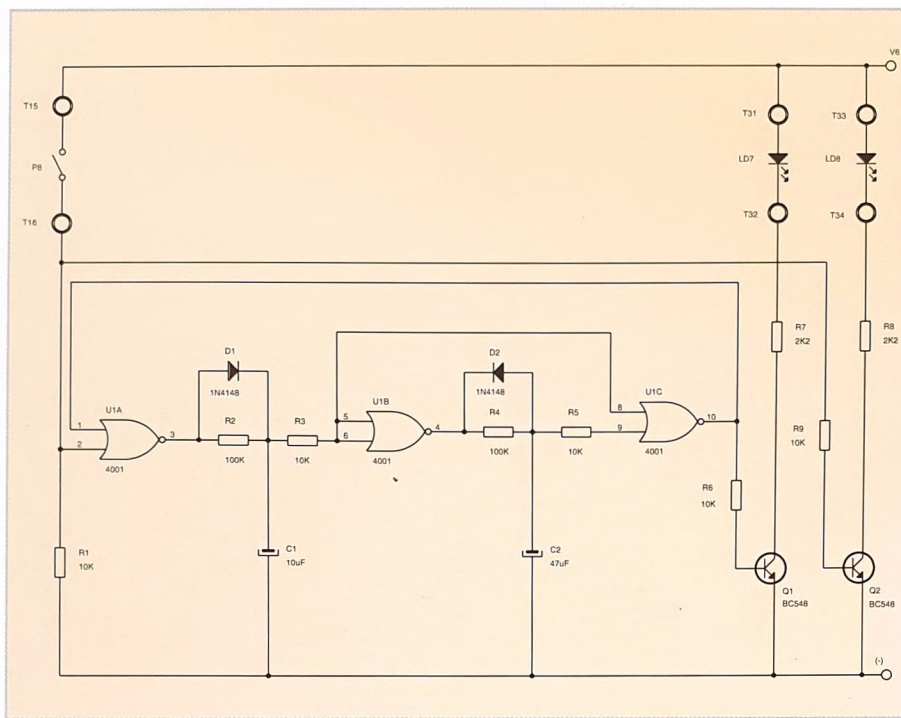 V6
T15
T31
T33
P8
LD7
LD8
T16
T32
T34
R7
2K2
R8
2K2
D1
1N4148
D2
1N4148
U1A
1
2
3
4001
R2
100K
R3
10K
U1B
5
6
4
4001
R4
100K
R5
10K
U1C
8
9
10
4001
R9
10K
R6
10K
R1
10K
C1
10uF
C2
47uF
Q1
BC548
Q2
BC548
(-)